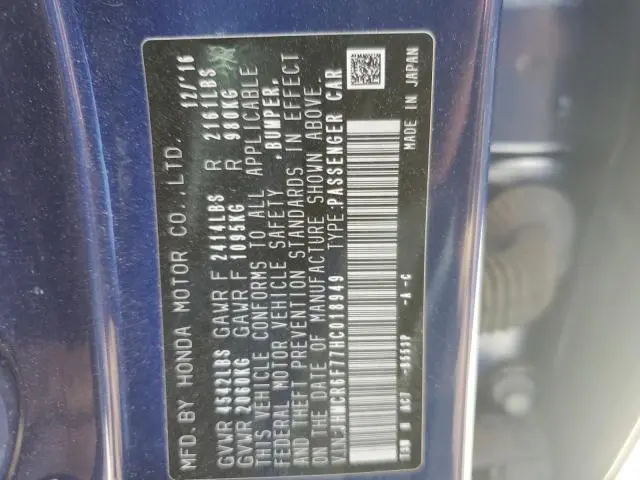 MFD.BY HONDA MOTOR CO.,LTD. 12/'16
GVWR 4542LBS GAWR F 2414LBS R 2161LBS
GVWR 2060KG GAWR F 1095KG R 980KG
THIS VEHICLE CONFORMS TO ALL APPLICABLE
FEDERAL MOTOR VEHICLE SAFETY ,BUMPER,
AND THEFT PREVENTION STANDARDS IN EFFECT
ON THE DATE OF MANUFACTURE SHOWN ABOVE.
V.I.N.:JHMCR6F77HC018949 TYPE:PASSENGER CAR
-B551P -A -C
MADE IN JAPAN